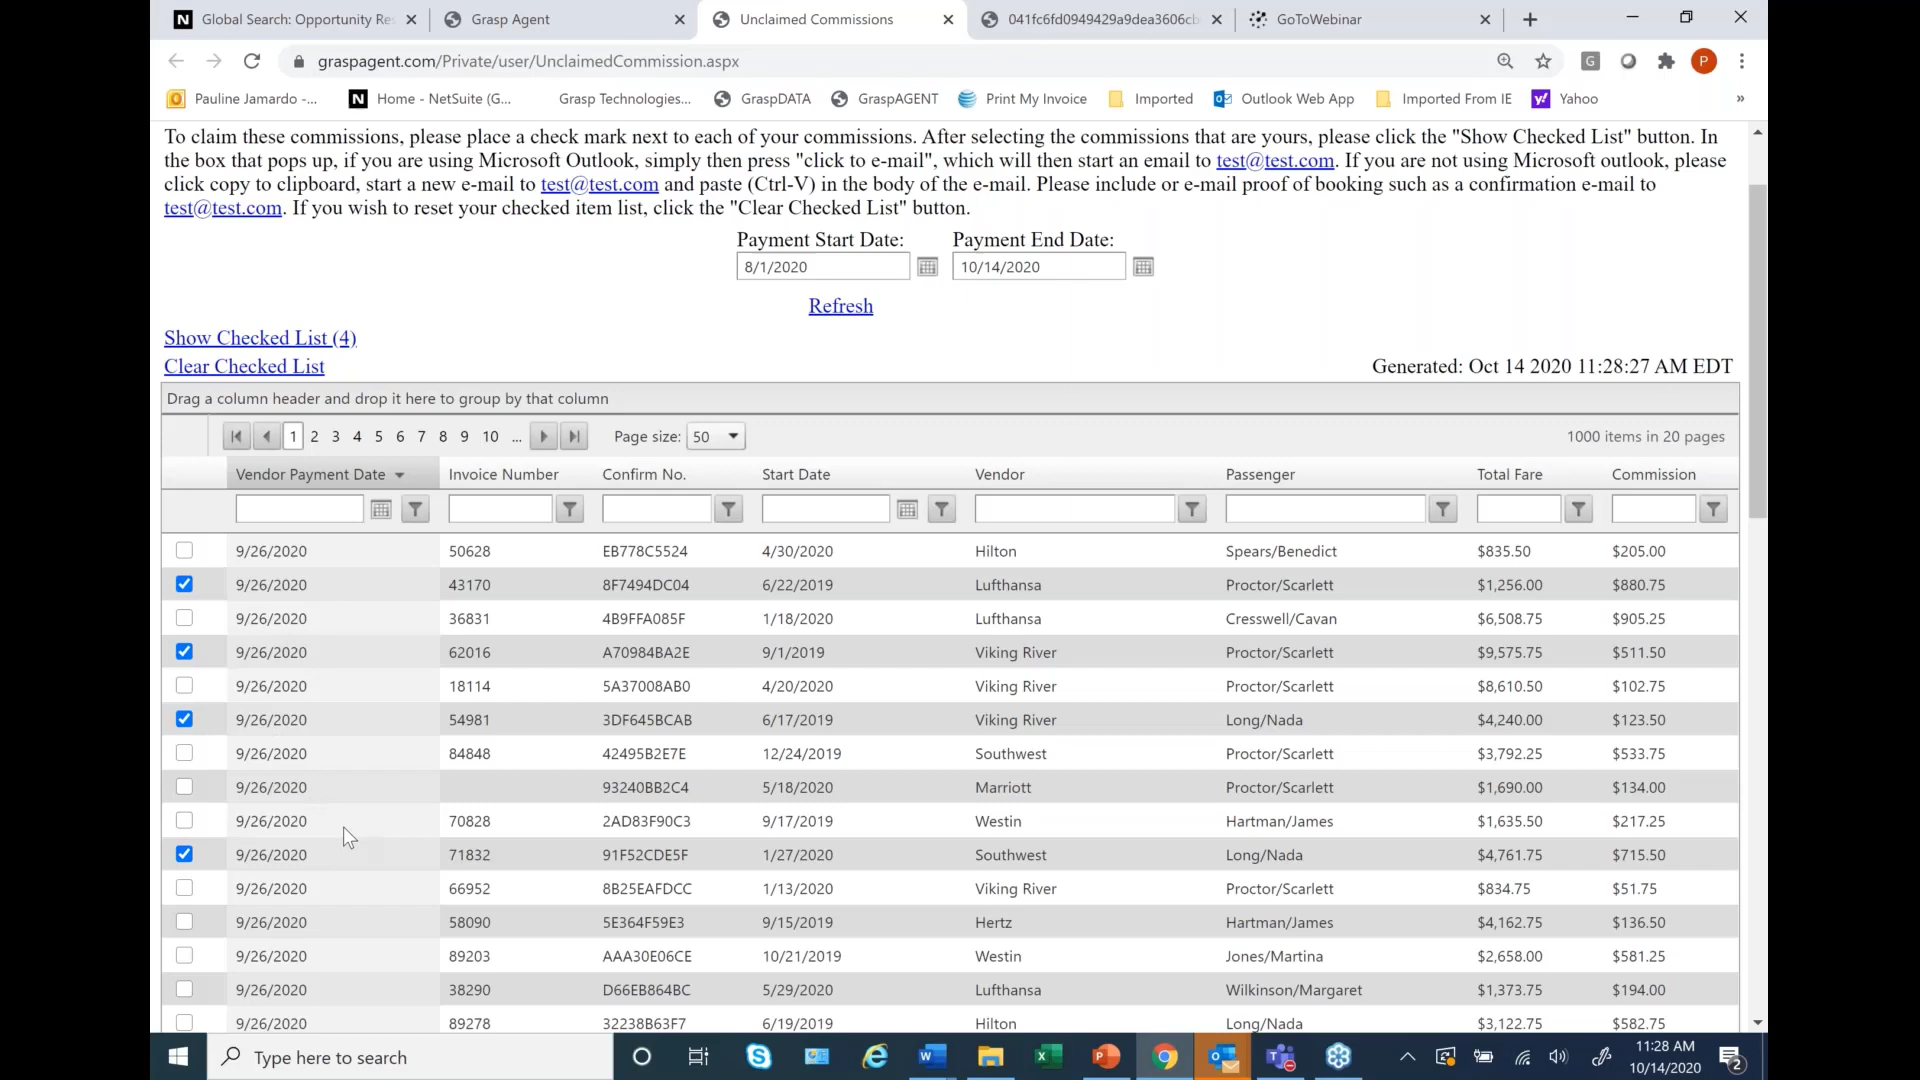 Global Search: Opportunity Re
Grasp Agent
Unclaimed Commissions
041fc6fd0949429a9dea3606cb
GoToWebinar
graspagent.com/Private/user/UnclaimedCommission.aspx
Pauline Jamardo -...
Home - NetSuite (G...
Grasp Technologies...
GraspDATA
GraspAGENT
Print My Invoice
Imported
Outlook Web App
Imported From IE
Yahoo
»
To claim these commissions, please place a check mark next to each of your commissions. After selecting the commissions that are yours, please click the "Show Checked List" button. In
the box that pops up, if you are using Microsoft Outlook, simply then press "click to e-mail", which will then start an email to test@test.com. If you are not using Microsoft outlook, please
click copy to clipboard, start a new e-mail to test@test.com and paste (Ctrl-V) in the body of the e-mail. Please include or e-mail proof of booking such as a confirmation e-mail to
test@test.com. If you wish to reset your checked item list, click the "Clear Checked List" button.
Payment Start Date: Payment End Date:
8/1/2020 10/14/2020
Refresh
Show Checked List (4)
Clear Checked List Generated: Oct 14 2020 11:28:27 AM EDT
Drag a column header and drop it here to group by that column
1 2 3 4 5 6 7 8 9 10 ... Page size: 50 1000 items in 20 pages
Vendor Payment Date Invoice Number Confirm No. Start Date Vendor Passenger Total Fare Commission
9/26/2020 50628 EB778C5524 4/30/2020 Hilton Spears/Benedict $835.50 $205.00
9/26/2020 43170 8F7494DC04 6/22/2019 Lufthansa Proctor/Scarlett $1,256.00 $880.75
9/26/2020 36831 4B9FFA085F 1/18/2020 Lufthansa Cresswell/Cavan $6,508.75 $905.25
9/26/2020 62016 A70984BA2E 9/1/2019 Viking River Proctor/Scarlett $9,575.75 $511.50
9/26/2020 18114 5A37008AB0 4/20/2020 Viking River Proctor/Scarlett $8,610.50 $102.75
9/26/2020 54981 3DF645BCAB 6/17/2019 Viking River Long/Nada $4,240.00 $123.50
9/26/2020 84848 42495B2E7E 12/24/2019 Southwest Proctor/Scarlett $3,792.25 $533.75
9/26/2020 93240BB2C4 5/18/2020 Marriott Proctor/Scarlett $1,690.00 $134.00
9/26/2020 70828 2AD83F90C3 9/17/2019 Westin Hartman/James $1,635.50 $217.25
9/26/2020 71832 91F52CDE5F 1/27/2020 Southwest Long/Nada $4,761.75 $715.50
9/26/2020 66952 8B25EAFDCC 1/13/2020 Viking River Proctor/Scarlett $834.75 $51.75
9/26/2020 58090 5E364F59E3 9/15/2019 Hertz Hartman/James $4,162.75 $136.50
9/26/2020 89203 AAA30E06CE 10/21/2019 Westin Jones/Martina $2,658.00 $581.25
9/26/2020 38290 D66EB864BC 5/29/2020 Lufthansa Wilkinson/Margaret $1,373.75 $194.00
9/26/2020 89278 32238B63F7 6/19/2019 Hilton Long/Nada $3,122.75 $582.75
Type here to search
11:28 AM
10/14/2020
2